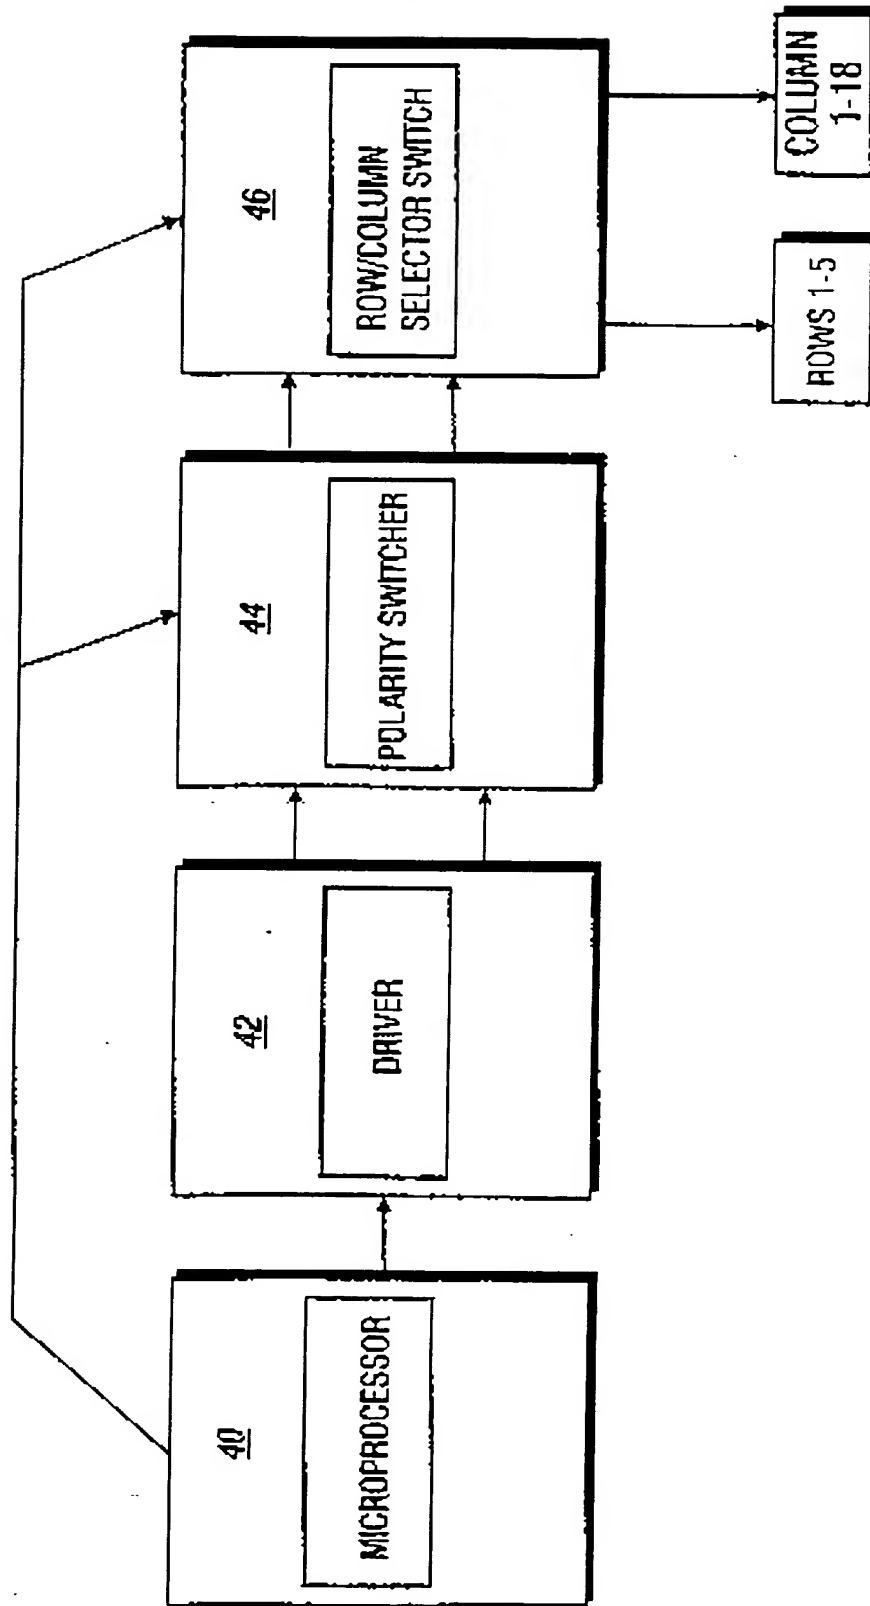 40
MICROPROCESSOR
42
DRIVER
44
POLARITY SWITCHER
46
ROW/COLUMN
SELECTOR SWITCH
ROWS 1-5
COLUMN
1-18